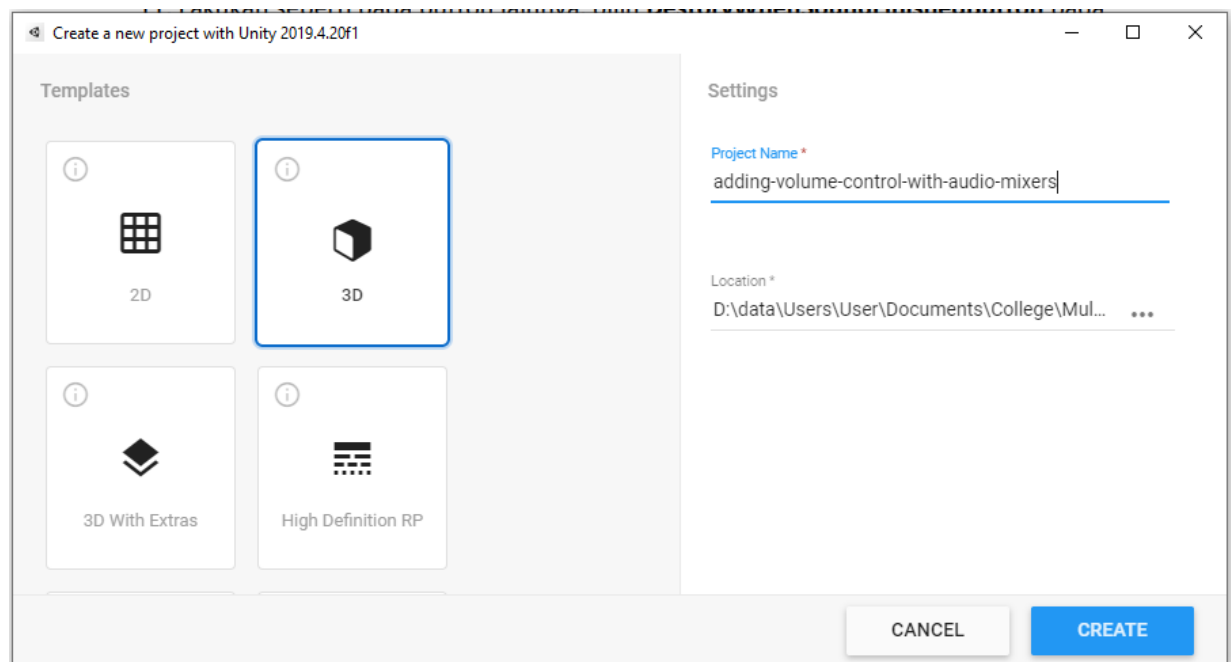 Create a new project with Unity 2019.4.20f1
Templates
2D
3D
3D With Extras
High Definition RP
Settings
Project Name *
adding-volume-control-with-audio-mixers
Location *
D:\data\Users\User\Documents\College\Mul...
CANCEL
CREATE